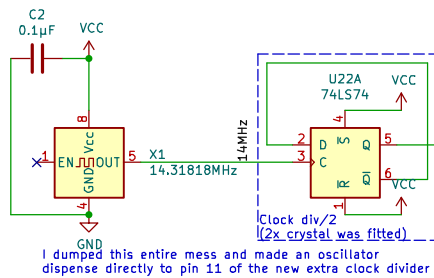 C2
0.1µF
VCC
U22A
74LS74
VCC
8
Vcc
1
EN
OUT
5
X1
14.31818MHz
GND
4
GND
14MHz
4
2
D
S
Q
5
3
C
R
Q
6
1
VCC
Clock div/2
(2x crystal was fitted)
I dumped this entire mess and made an oscillator
dispense directly to pin 11 of the new extra clock divider